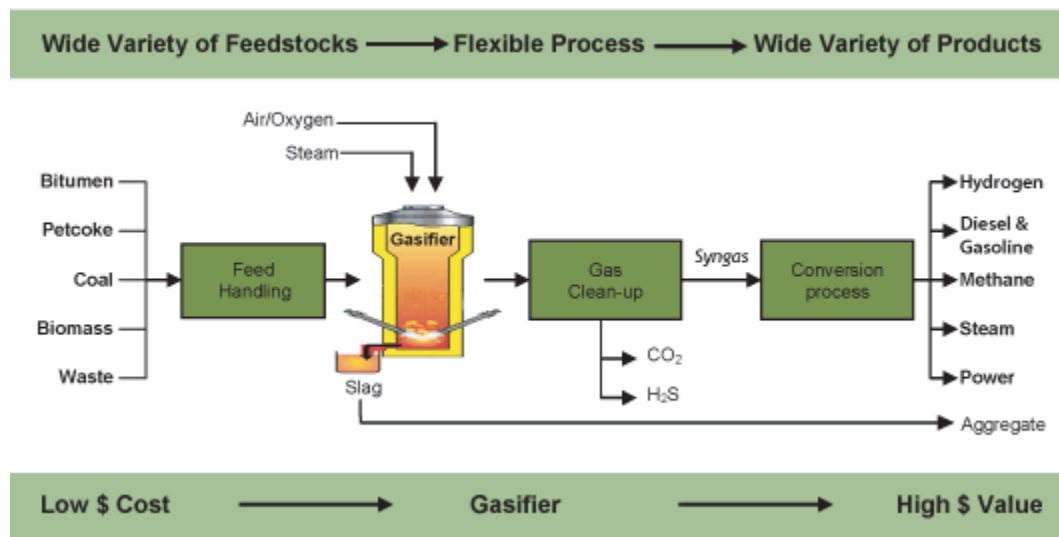 Wide Variety of Feedstocks Flexible Process Wide Variety of Products
Air/Oxygen
Steam
Bitumen
Petcoke
Coal
Biomass
Waste
Feed
Handling
Gasifier
Slag
Gas
Clean-up
CO₂
H₂S
Syngas
Conversion
process
Hydrogen
Diesel &
Gasoline
Methane
Steam
Power
Aggregate
Low $ Cost Gasifier High $ Value